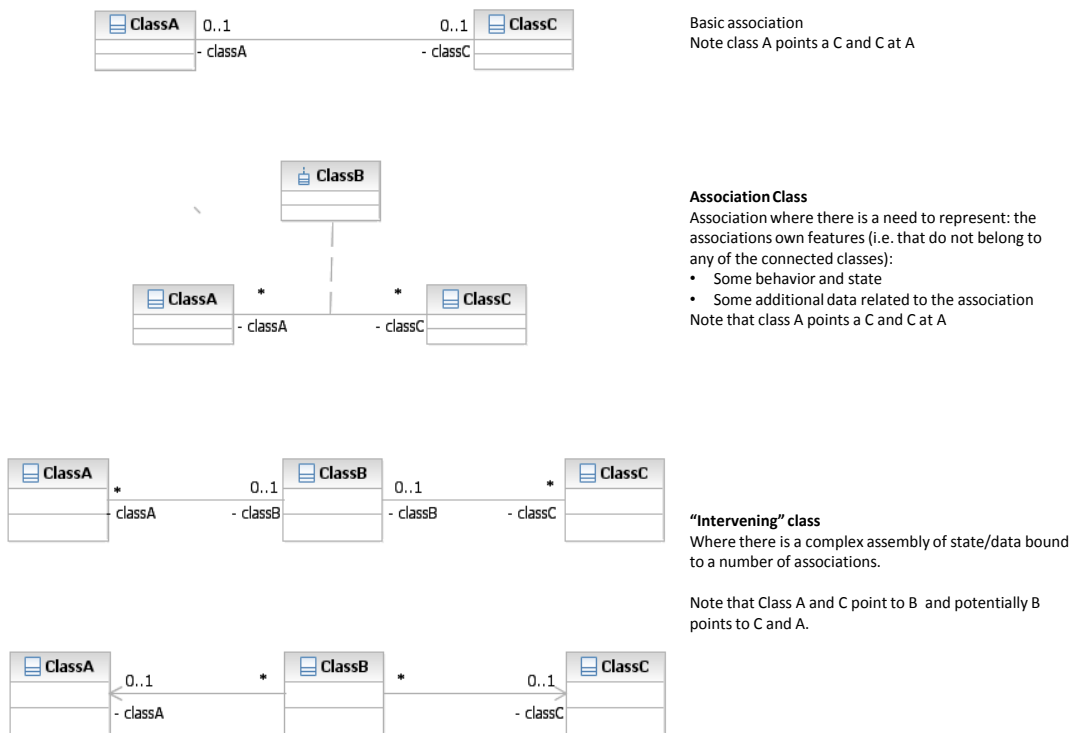 ClassA 0..1 0..1 ClassC
- classA - classC
Basic association
Note class A points a C and C at A
ClassB
ClassA * * ClassC
- classA - classC
Association Class
Association where there is a need to represent: the
associations own features (i.e. that do not belong to
any of the connected classes):
• Some behavior and state
• Some additional data related to the association
Note that class A points a C and C at A
ClassA * 0..1 ClassB 0..1 * ClassC
- classA - classB - classB - classC
“Intervening” class
Where there is a complex assembly of state/data bound
to a number of associations.
Note that Class A and C point to B and potentially B
points to C and A.
ClassA 0..1 * ClassB * 0..1 ClassC
- classA - classC